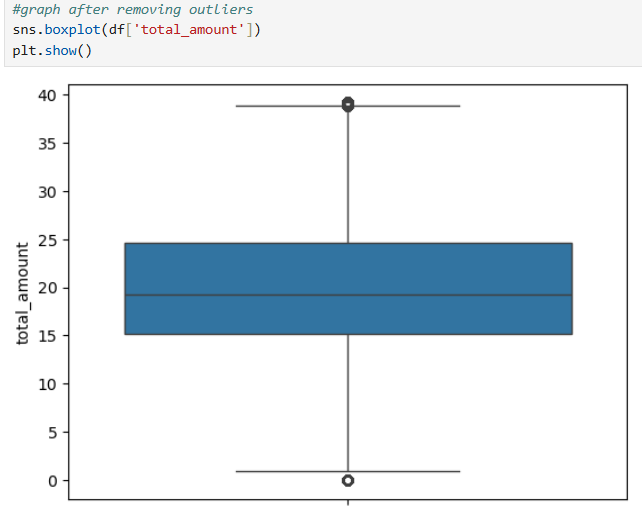 #graph after removing outliers
sns.boxplot(df['total_amount'])
plt.show()
40
35
30
25
20
15
10
5
0
total_amount